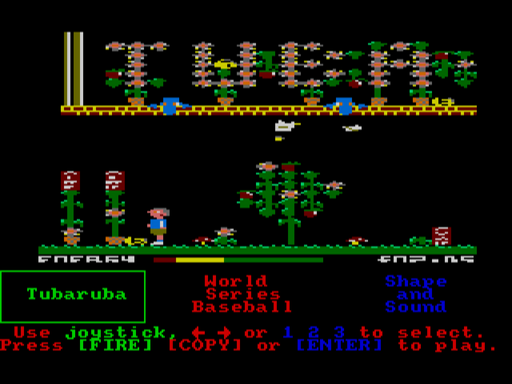 ENERGY
Tubaruba
World
Series
Baseball
Shape
and
Sound
Use joystick, ← → or 1 2 3 to select.
Press [FIRE] [COPY] or [ENTER] to play.